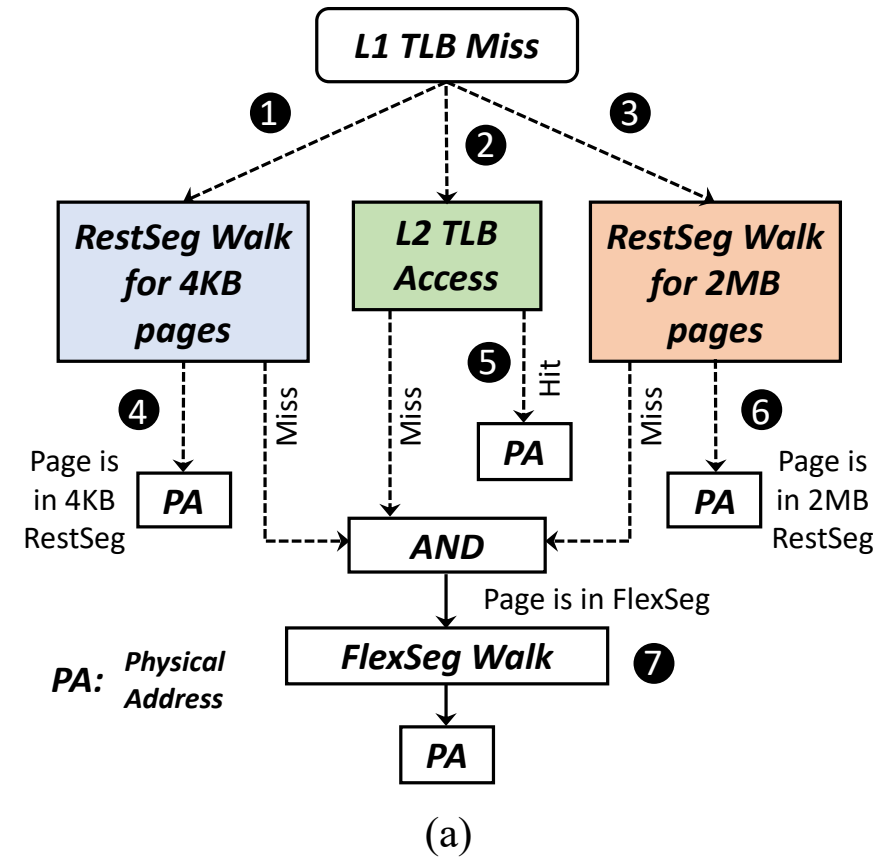 L1 TLB Miss
1
2
3
RestSeg Walk
for 4KB
pages
L2 TLB
Access
RestSeg Walk
for 2MB
pages
4
Miss
Miss
5
Hit
Miss
6
Page is
in 4KB
RestSeg
PA
PA
PA
Page is
in 2MB
RestSeg
AND
Page is in FlexSeg
FlexSeg Walk
7
PA:
Physical
Address
PA
(a)